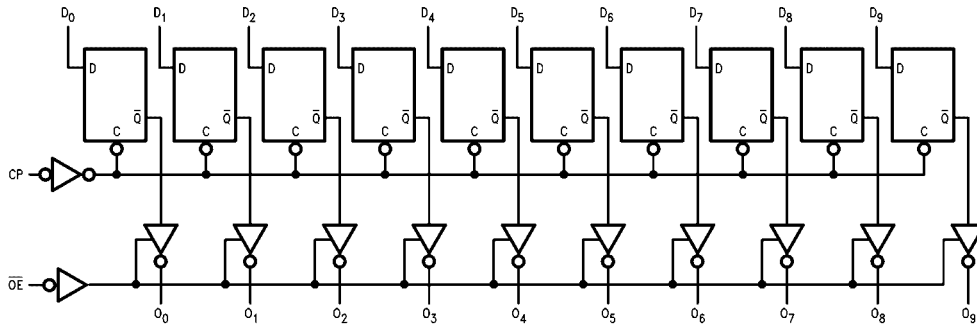 D₀ D₁ D₂ D₃ D₄ D₅ D₆ D₇ D₈ D₉
D D D D D D D D D D
Q̅ Q̅ Q̅ Q̅ Q̅ Q̅ Q̅ Q̅ Q̅ Q̅
C C C C C C C C C C
CP
O̅E̅
O₀ O₁ O₂ O₃ O₄ O₅ O₆ O₇ O₈ O₉